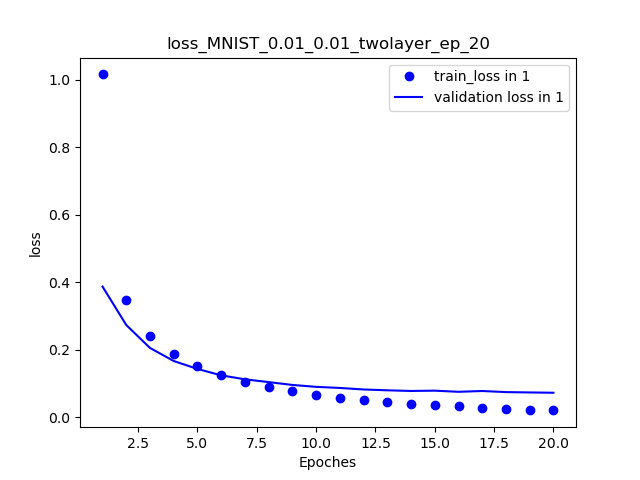 loss_MNIST_0.01_0.01_twolayer_ep_20
train_loss in 1
validation loss in 1
loss
1.0
0.8
0.6
0.4
0.2
0.0
2.5 5.0 7.5 10.0 12.5 15.0 17.5 20.0
Epoches